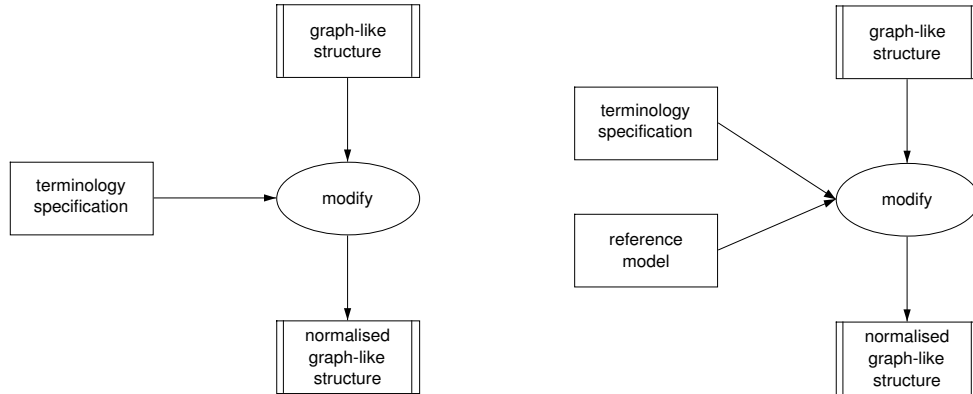 graph-like
structure
terminology
specification
modify
normalised
graph-like
structure
graph-like
structure
terminology
specification
modify
reference
model
normalised
graph-like
structure